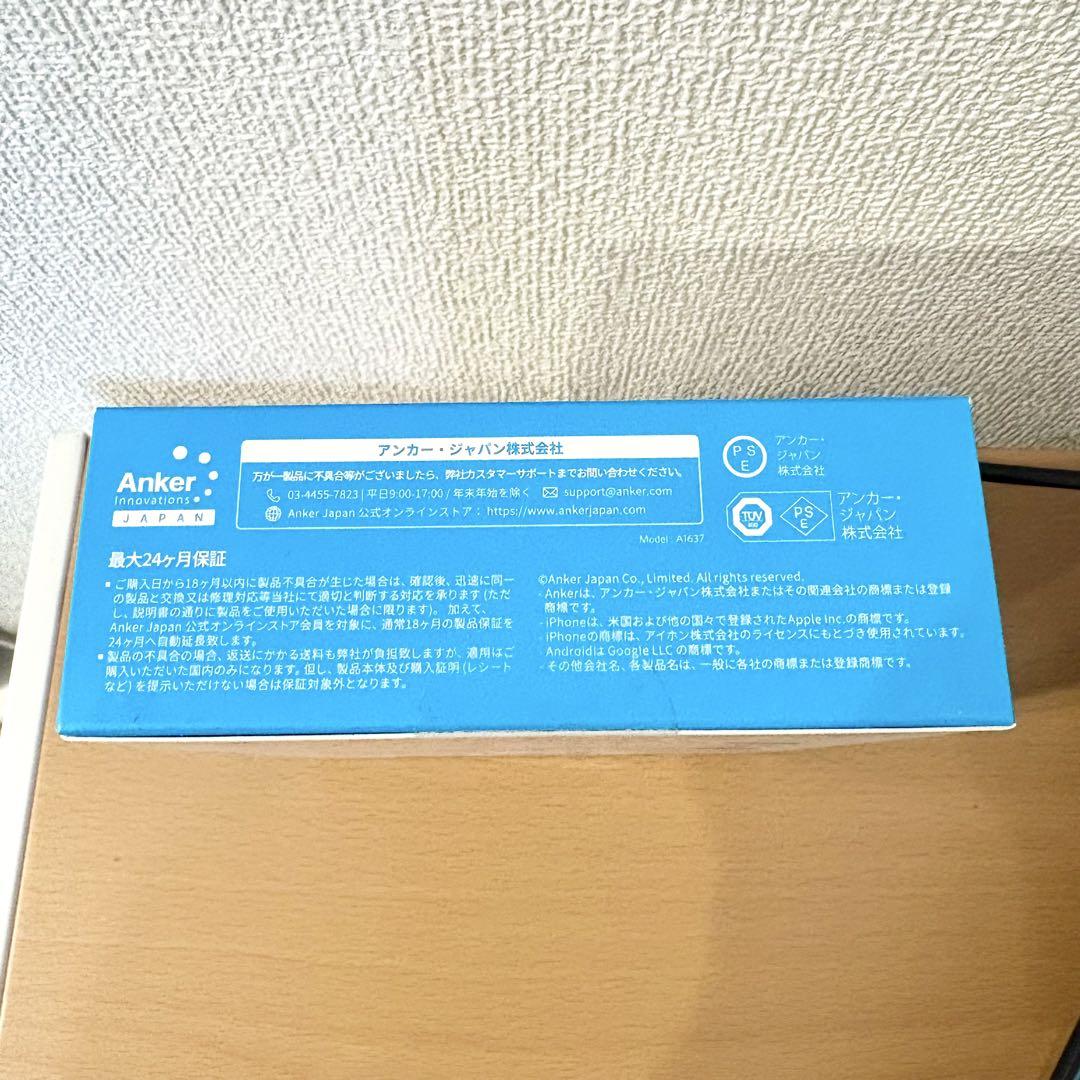 Anker
Innovations
JAPAN
アンカー・ジャパン株式会社
万が一製品に不具合等がございましたら、弊社カスタマーサポートまでお問い合わせください。
03-4455-7823 | 平日9:00-17:00 / 年末年始を除く support@anker.com
Anker Japan 公式オンラインストア： https://www.ankerjapan.com
Model : A1637
P S
E
アンカー・
ジャパン
株式会社
TÜV
PS
E
アンカー・
ジャパン
株式会社
最大24ヶ月保証
▪ ご購入日から18ヶ月以内に製品不具合が生じた場合は、確認後、迅速に同一
の製品と交換又は修理対応等当社にて適切と判断する対応を承ります (ただ
し、説明書の通りに製品をご使用いただいた場合に限ります)。 加えて、
Anker Japan 公式オンラインストア会員を対象に、通常18ヶ月の製品保証を
24ヶ月へ自動延長致します。
▪ 製品の不具合の場合、返送にかかる送料も弊社が負担致しますが、適用はご
購入いただいた国内のみになります。但し、製品本体及び購入証明 (レシート
など) を提示いただけない場合は保証対象外となります。
©Anker Japan Co., Limited. All rights reserved.
・Ankerは、アンカー・ジャパン株式会社またはその関連会社の商標または登録
商標です。
・iPhoneは、米国および他の国々で登録されたApple Inc.の商標です。
・iPhoneの商標は、アイホン株式会社のライセンスにもとづき使用されています。
・AndroidはGoogle LLC の商標です。
・その他会社名、各製品名は、一般に各社の商標または登録商標です。